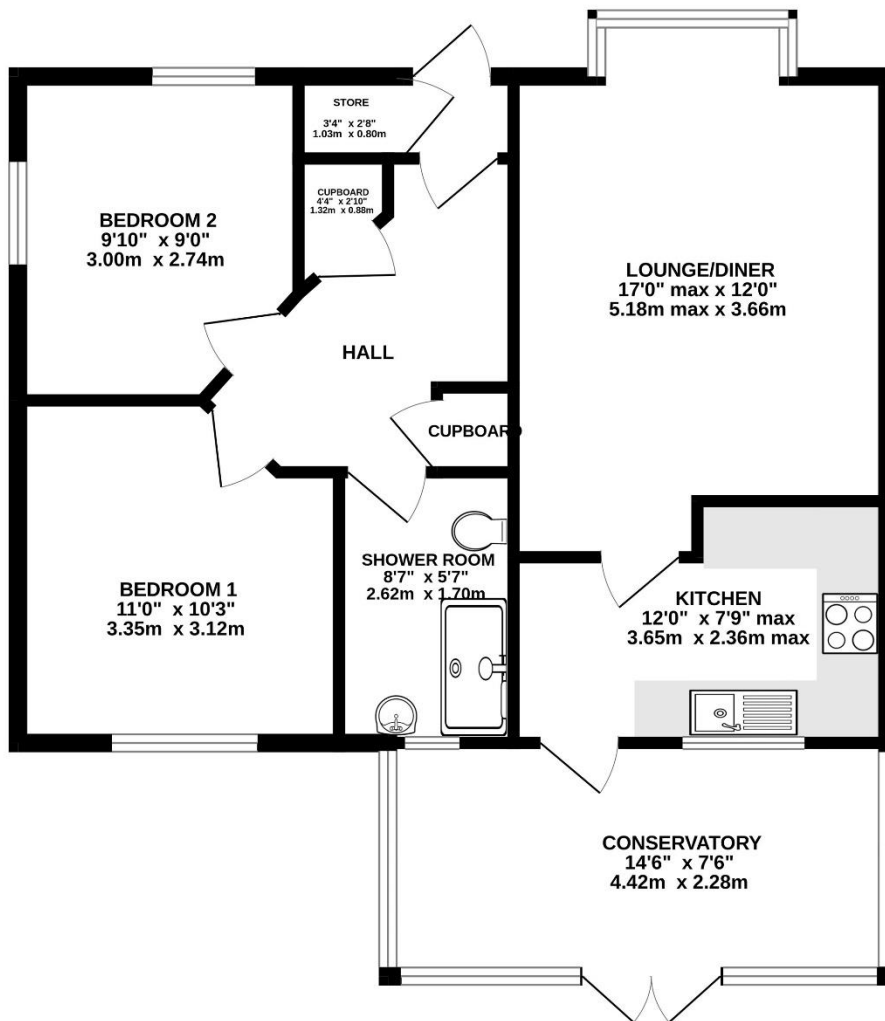 STORE
3'4" x 2'8"
1.03m x 0.80m
CUPBOARD
4'4" x 2'10"
1.32m x 0.88m
BEDROOM 2
9'10" x 9'0"
3.00m x 2.74m
LOUNGE/DINER
17'0" max x 12'0"
5.18m max x 3.66m
HALL
CUPBOARD
SHOWER ROOM
8'7" x 5'7"
2.62m x 1.70m
BEDROOM 1
11'0" x 10'3"
3.35m x 3.12m
KITCHEN
12'0" x 7'9" max
3.65m x 2.36m max
CONSERVATORY
14'6" x 7'6"
4.42m x 2.28m